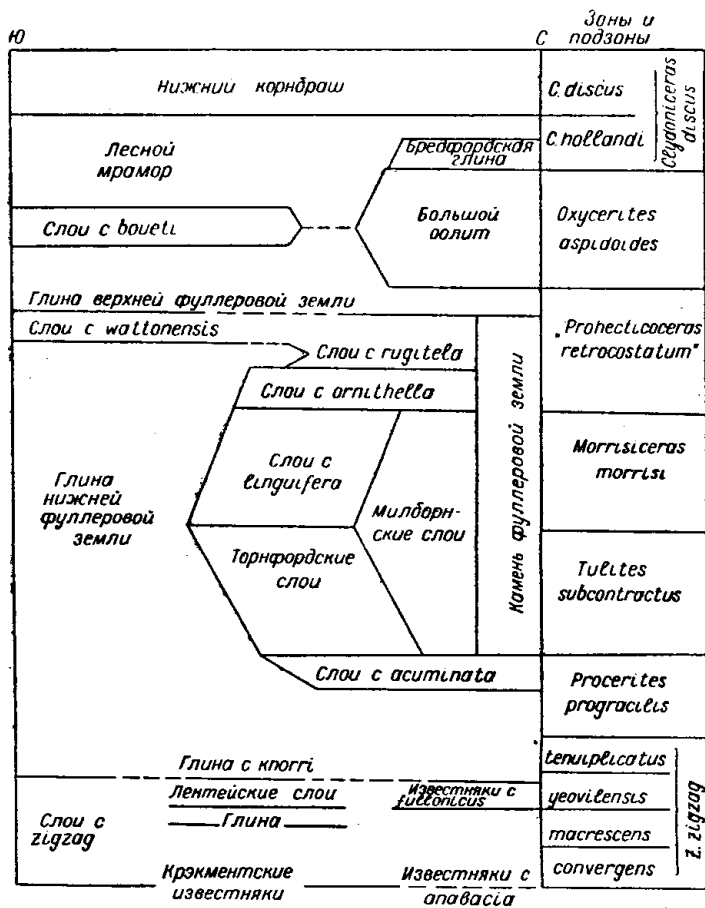 Ю
С
Зоны и
подзоны
Нижний корнбраш
C. discus
Clydoniceras
discus
Лесной
мрамор
Бредфордская
глина
C. hollandi
Слои с boueti
Большой
оолит
Oxycerites
aspidoides
Глина верхней фуллеровой земли
Слои с wattonensis
Слои с rugitela
„Prohecticoceras
retrocostatum"
Слои с ornithella
Камень фуллеровой земли
Слои с
linguifera
Morrisiceras
morrisi
Глина
нижней
фуллеровой
земли
Милборн-
ские слои
Торнфордские
слои
Tulites
subcontractus
Слои с acuminata
Procerites
progracilis
Глина с knorri
tenuiplicatus
Z. zigzag
Лентейские слои
Известняки с
fullonicus
yeovilensis
Слои с
zigzag
Глина
macrescens
Крэкментские
известняки
Известняки с
anabacia
convergens